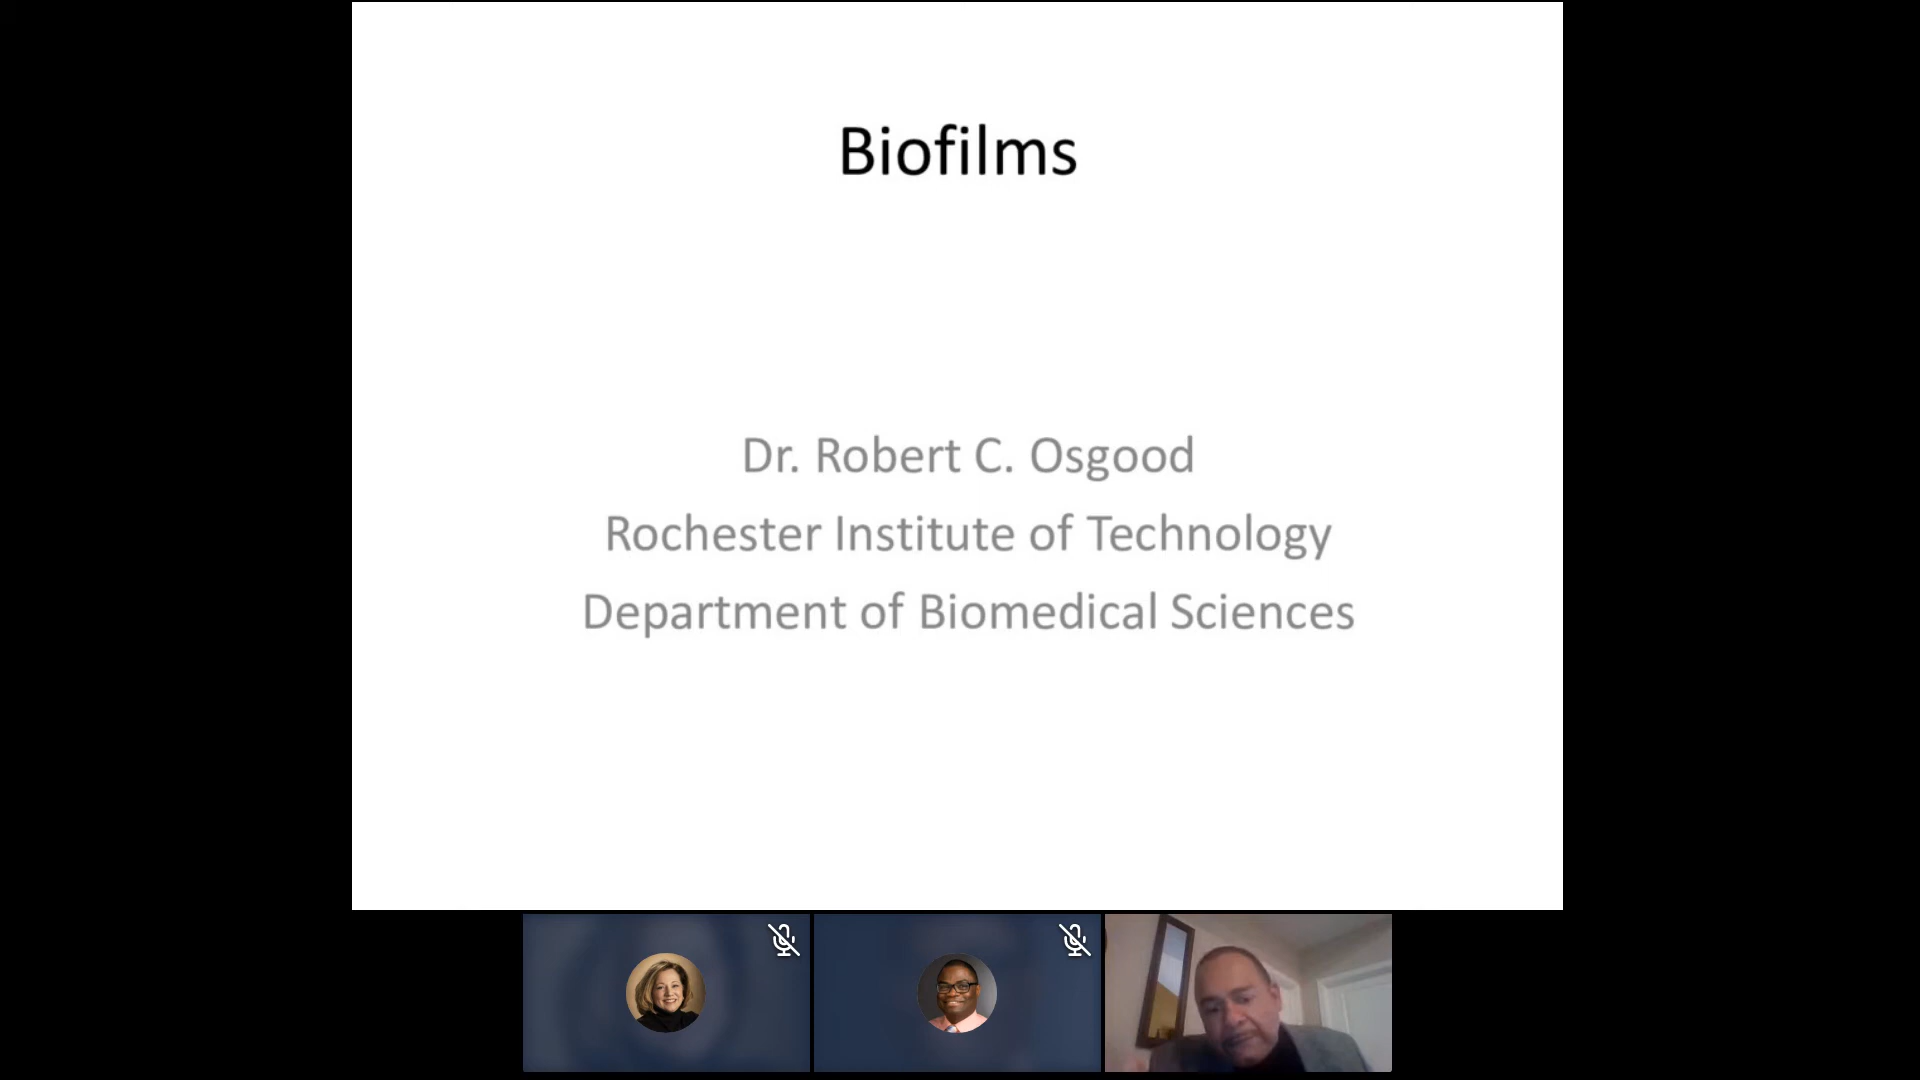 Biofilms
Dr. Robert C. Osgood
Rochester Institute of Technology
Department of Biomedical Sciences